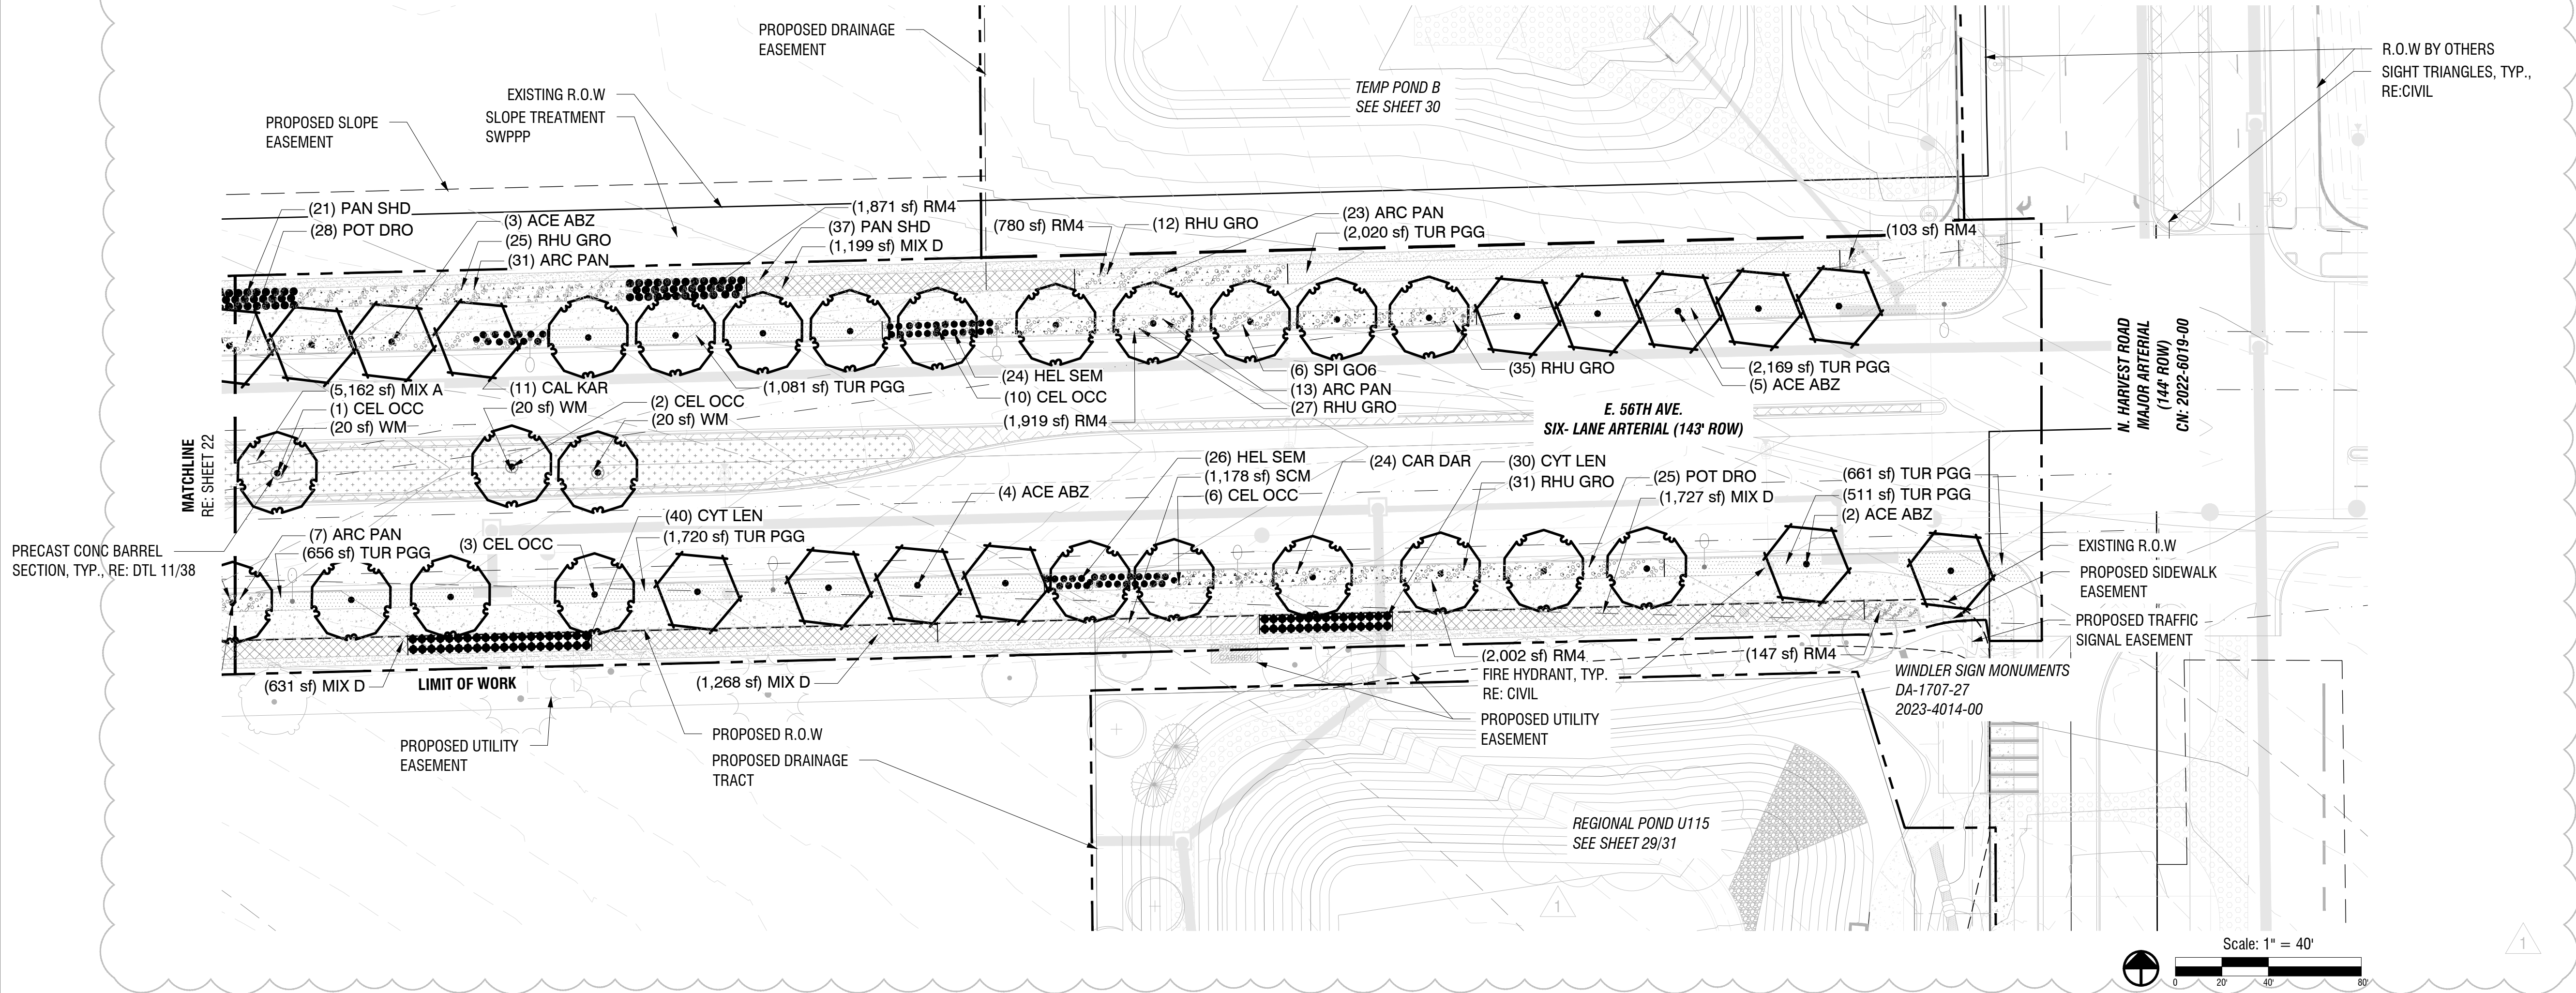 PROPOSED DRAINAGE
EASEMENT
R.O.W BY OTHERS
SIGHT TRIANGLES, TYP.,
RE:CIVIL
TEMP POND B
SEE SHEET 30
EXISTING R.O.W
SLOPE TREATMENT
SWPPP
PROPOSED SLOPE
EASEMENT
(21) PAN SHD
(28) POT DRO
(3) ACE ABZ
(25) RHU GRO
(31) ARC PAN
(1,871 sf) RM4
(37) PAN SHD
(1,199 sf) MIX D
(780 sf) RM4
(12) RHU GRO
(23) ARC PAN
(2,020 sf) TUR PGG
(103 sf) RM4
(5,162 sf) MIX A
(1) CEL OCC
(20 sf) WM
(11) CAL KAR
(20 sf) WM
(2) CEL OCC
(20 sf) WM
(1,081 sf) TUR PGG
(24) HEL SEM
(10) CEL OCC
(1,919 sf) RM4
(6) SPI GO6
(13) ARC PAN
(27) RHU GRO
(35) RHU GRO
(2,169 sf) TUR PGG
(5) ACE ABZ
E. 56TH AVE.
SIX- LANE ARTERIAL (143' ROW)
N. HARVEST ROAD
MAJOR ARTERIAL
(144' ROW)
CN: 2022-6019-00
MATCHLINE
RE: SHEET 22
PRECAST CONC BARREL
SECTION, TYP., RE: DTL 11/38
(7) ARC PAN
(656 sf) TUR PGG
(3) CEL OCC
(40) CYT LEN
(1,720 sf) TUR PGG
(4) ACE ABZ
(26) HEL SEM
(1,178 sf) SCM
(6) CEL OCC
(24) CAR DAR
(30) CYT LEN
(31) RHU GRO
(25) POT DRO
(1,727 sf) MIX D
(661 sf) TUR PGG
(511 sf) TUR PGG
(2) ACE ABZ
EXISTING R.O.W
PROPOSED SIDEWALK
EASEMENT
PROPOSED TRAFFIC
SIGNAL EASEMENT
(631 sf) MIX D
LIMIT OF WORK
(1,268 sf) MIX D
CABINET
(2,002 sf) RM4
FIRE HYDRANT, TYP.
RE: CIVIL
(147 sf) RM4
WINDLER SIGN MONUMENTS
DA-1707-27
2023-4014-00
PROPOSED UTILITY
EASEMENT
PROPOSED R.O.W
PROPOSED DRAINAGE
TRACT
PROPOSED UTILITY
EASEMENT
REGIONAL POND U115
SEE SHEET 29/31
1
1
Scale: 1" = 40'
0 20' 40' 80'